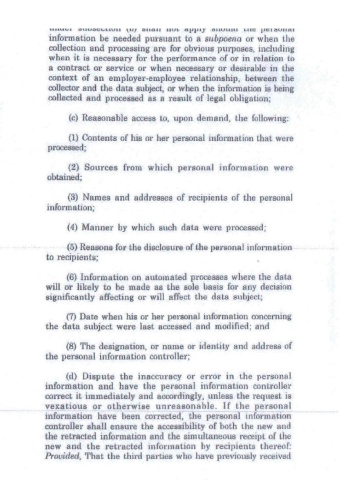 which subsection (b) shall not apply should the personal
information be needed pursuant to a subpoena or when the
collection and processing are for obvious purposes, including
when it is necessary for the performance of or in relation to
a contract or service or when necessary or desirable in the
context of an employer-employee relationship, between the
collector and the data subject, or when the information is being
collected and processed as a result of legal obligation;
(c) Reasonable access to, upon demand, the following:
(1) Contents of his or her personal information that were
processed;
(2) Sources from which personal information were
obtained;
(3) Names and addresses of recipients of the personal
information;
(4) Manner by which such data were processed;
(5) Reasons for the disclosure of the personal information
to recipients;
(6) Information on automated processes where the data
will or likely to be made as the sole basis for any decision
significantly affecting or will affect the data subject;
(7) Date when his or her personal information concerning
the data subject were last accessed and modified; and
(8) The designation, or name or identity and address of
the personal information controller;
(d) Dispute the inaccuracy or error in the personal
information and have the personal information controller
correct it immediately and accordingly, unless the request is
vexatious or otherwise unreasonable. If the personal
information have been corrected, the personal information
controller shall ensure the accessibility of both the new and
the retracted information and the simultaneous receipt of the
new and the retracted information by recipients thereof:
Provided, That the third parties who have previously received